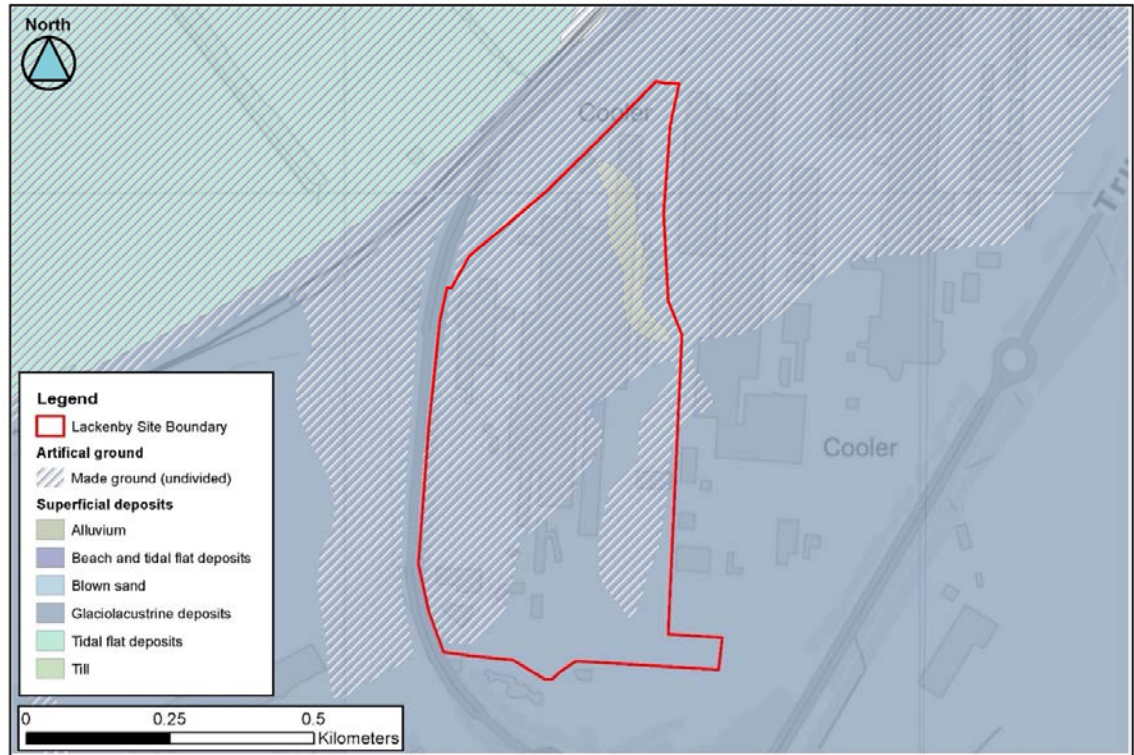 North
Cooler
Tru
Cooler
Legend
Lackenby Site Boundary
Artifical ground
Made ground (undivided)
Superficial deposits
Alluvium
Beach and tidal flat deposits
Blown sand
Glaciolacustrine deposits
Tidal flat deposits
Till
0 0.25 0.5
Kilometers